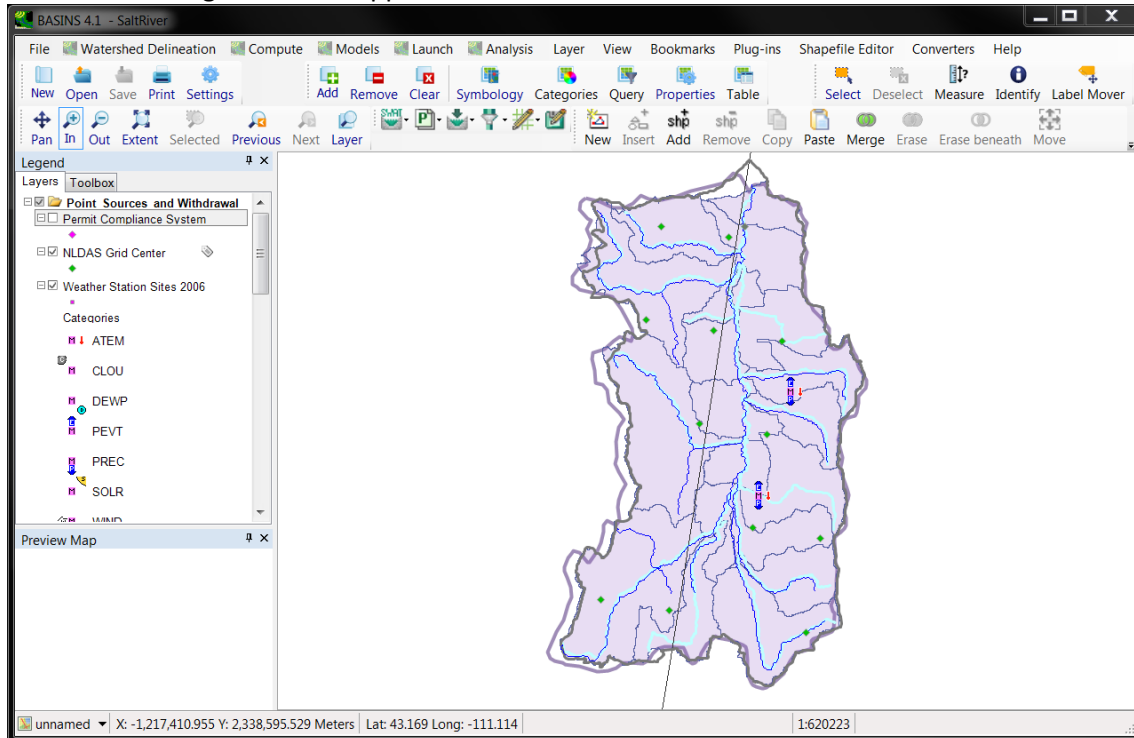 BASINS 4.1 - SaltRiver
File Watershed Delineation Compute Models Launch Analysis Layer View Bookmarks Plug-ins Shapefile Editor Converters Help
New Open Save Print Settings Add Remove Clear Symbology Categories Query Properties Table Select Deselect Measure Identify Label Mover
Pan In Out Extent Selected Previous Next Layer New Insert Add Remove Copy Paste Merge Erase Erase beneath Move
Legend
Layers Toolbox
Point Sources and Withdrawal
Permit Compliance System
NLDAS Grid Center
Weather Station Sites 2006
Categories
M ATEM
M CLOU
M DEWP
M PEVT
M PREC
M SOLR
M WIND
Preview Map
unnamed X: -1,217,410.955 Y: 2,338,595.529 Meters Lat: 43.169 Long: -111.114 1:620223